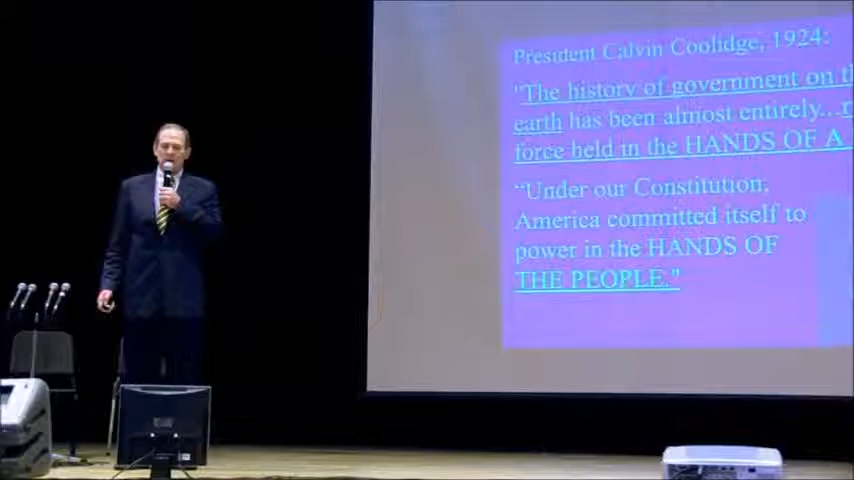 President Calvin Coolidge, 1924:
"The history of government on th
earth has been almost entirely...r
force held in the HANDS OF A
"Under our Constitution,
America committed itself to
power in the HANDS OF
THE PEOPLE."